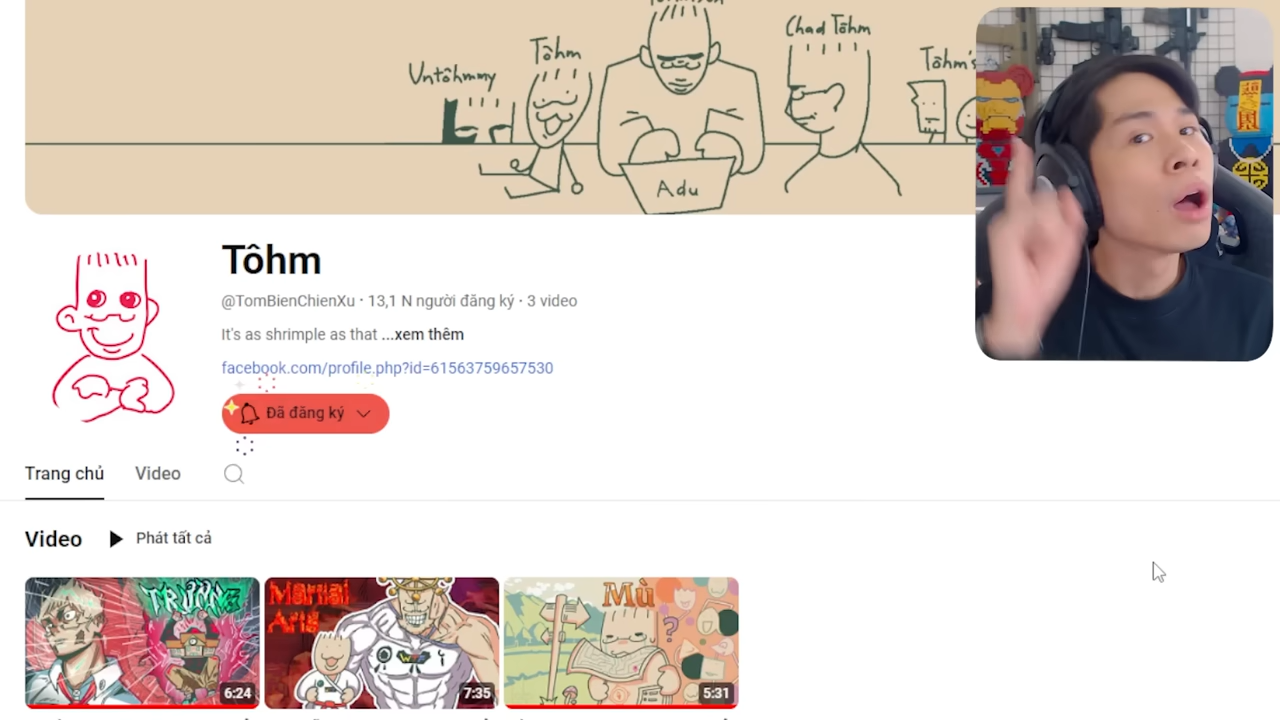 Untôhmmy
Tôhm
Chad Tôhm
Tôhm's
Adu
Tôhm
@TomBienChienXu · 13,1 N người đăng ký · 3 video
It's as shrimple as that ...xem thêm
facebook.com/profile.php?id=61563759657530
Đã đăng ký
Trang chủ
Video
Video
Phát tất cả
6:24
Martial
Arts
7:35
Mù
?
5:31